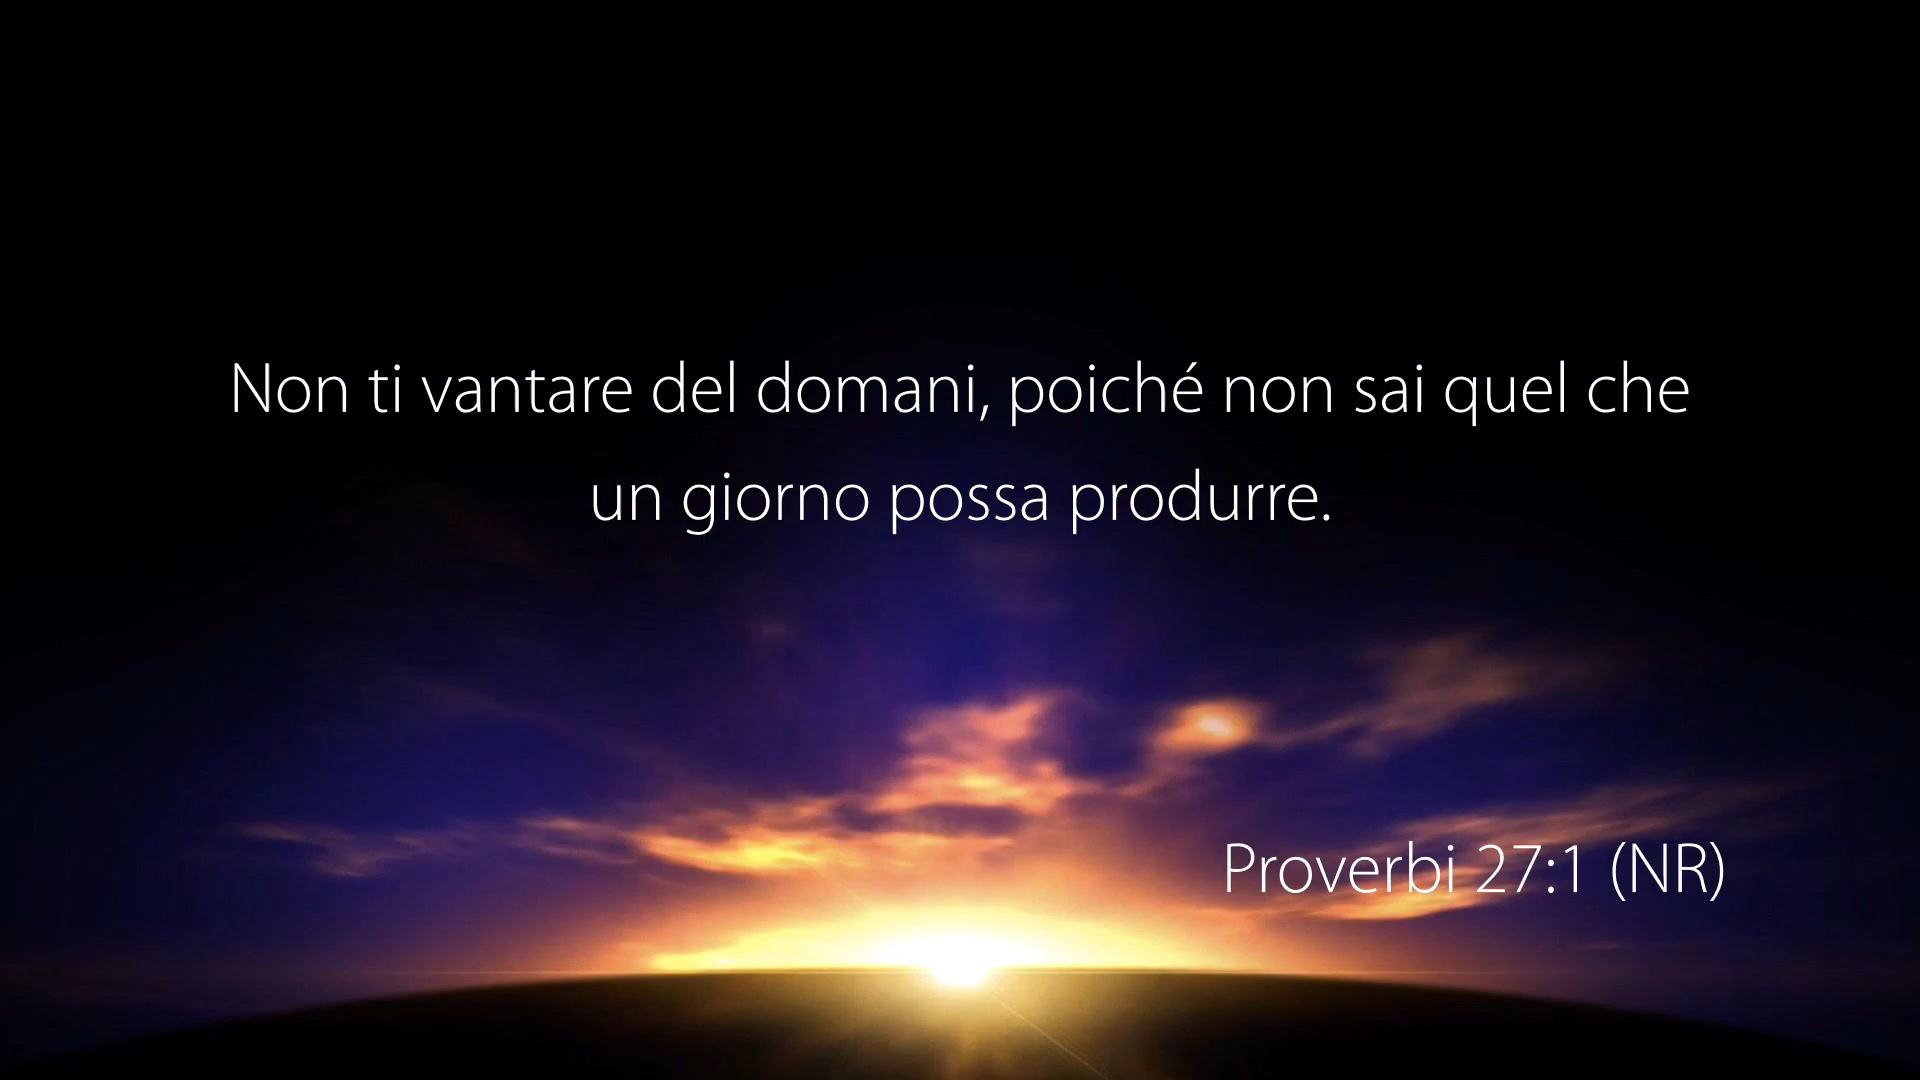 Non ti vantare del domani, poiché non sai quel che
un giorno possa produrre.
Proverbi 27:1 (NR)